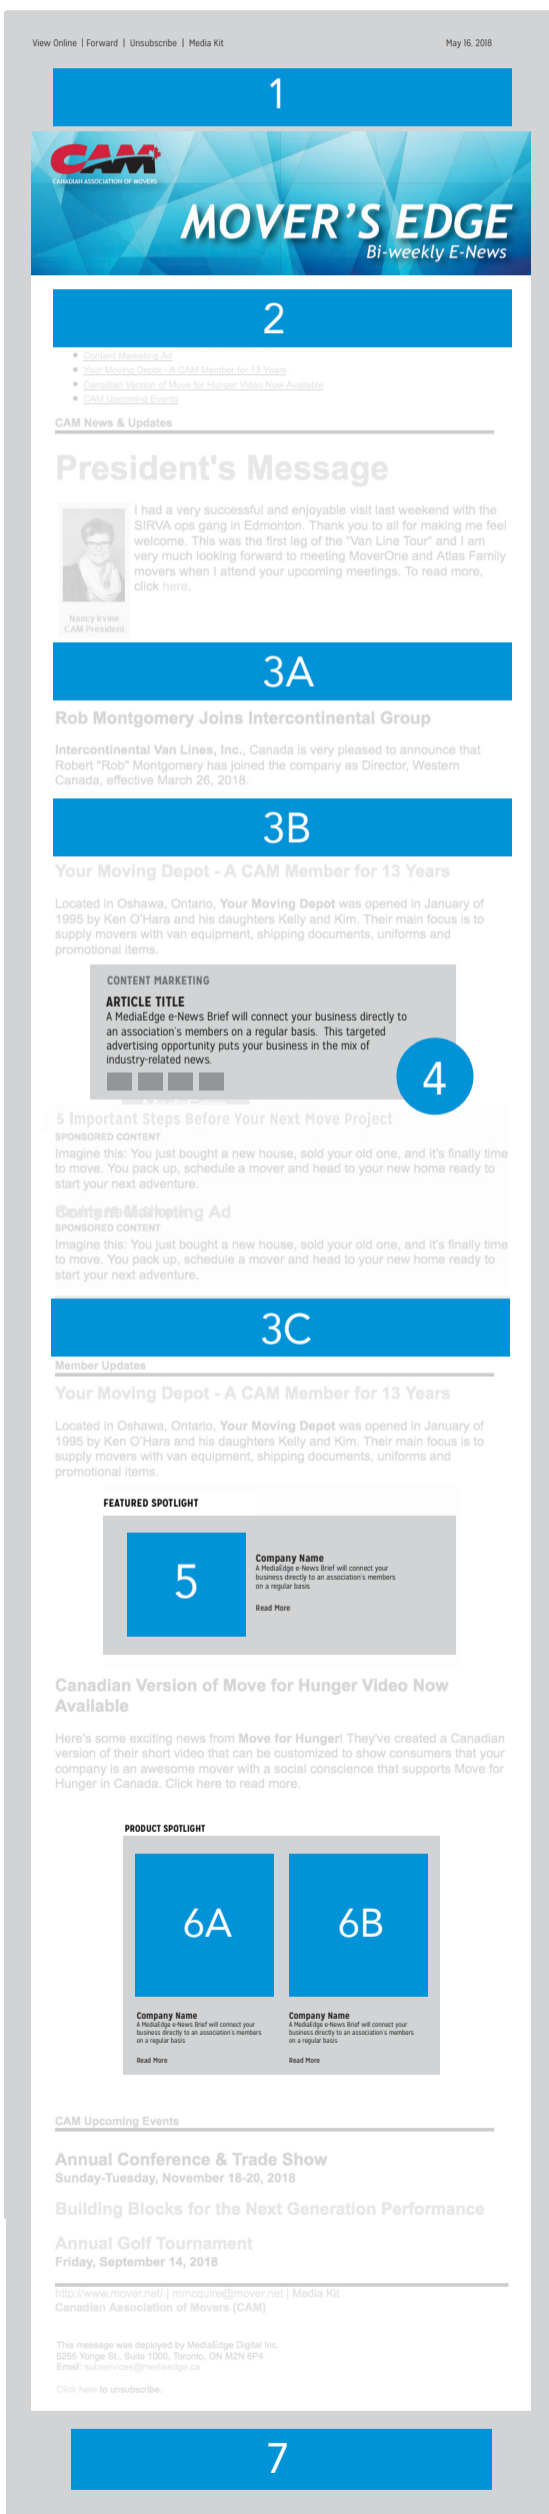 View Online | Forward | Unsubscribe | Media Kit
May 16, 2018
1
CAM
CANADIAN ASSOCIATION OF MOVERS
MOVER'S EDGE
Bi-weekly E-News
2
Content Marketing Ad
Your Moving Depot - A CAM Member for 13 Years
Canadian Version of Move for Hunger Video Now Available
CAM Upcoming Events
CAM News & Updates
President's Message
I had a very successful and enjoyable visit last weekend with the
SIRVA ops gang in Edmonton. Thank you to all for making me feel
welcome. This was the first leg of the "Van Line Tour" and I am
very much looking forward to meeting MoverOne and Atlas Family
movers when I attend your upcoming meetings. To read more,
click here.
Nancy Irvine
CAM President
3A
Rob Montgomery Joins Intercontinental Group
Intercontinental Van Lines, Inc., Canada is very pleased to announce that
Robert "Rob" Montgomery has joined the company as Director, Western
Canada, effective March 26, 2018.
3B
Your Moving Depot - A CAM Member for 13 Years
Located in Oshawa, Ontario, Your Moving Depot was opened in January of
1995 by Ken O'Hara and his daughters Kelly and Kim. Their main focus is to
supply movers with van equipment, shipping documents, uniforms and
promotional items.
CONTENT MARKETING
ARTICLE TITLE
A MediaEdge e-News Brief will connect your business directly to
an association's members on a regular basis. This targeted
advertising opportunity puts your business in the mix of
industry-related news.
4
5 Important Steps Before Your Next Move Project
SPONSORED CONTENT
Imagine this: You just bought a new house, sold your old one, and it's finally time
to move. You pack up, schedule a mover and head to your new home ready to
start your next adventure.
Content Marketing Ad
SPONSORED CONTENT
Imagine this: You just bought a new house, sold your old one, and it's finally time
to move. You pack up, schedule a mover and head to your new home ready to
start your next adventure.
3C
Member Updates
Your Moving Depot - A CAM Member for 13 Years
Located in Oshawa, Ontario, Your Moving Depot was opened in January of
1995 by Ken O'Hara and his daughters Kelly and Kim. Their main focus is to
supply movers with van equipment, shipping documents, uniforms and
promotional items.
FEATURED SPOTLIGHT
5
Company Name
A MediaEdge e-News Brief will connect your
business directly to an association's members
on a regular basis
Read More
Canadian Version of Move for Hunger Video Now
Available
Here's some exciting news from Move for Hunger! They've created a Canadian
version of their short video that can be customized to show consumers that your
company is an awesome mover with a social conscience that supports Move for
Hunger in Canada. Click here to read more.
PRODUCT SPOTLIGHT
6A
6B
Company Name
A MediaEdge e-News Brief will connect your
business directly to an association's members
on a regular basis
Read More
Company Name
A MediaEdge e-News Brief will connect your
business directly to an association's members
on a regular basis
Read More
CAM Upcoming Events
Annual Conference & Trade Show
Sunday-Tuesday, November 18-20, 2018
Building Blocks for the Next Generation Performance
Annual Golf Tournament
Friday, September 14, 2018
http://www.mover.net/ | mmcquire@mover.net | Media Kit
Canadian Association of Movers (CAM)
This message was deployed by MediaEdge Digital Inc.
5255 Yonge St., Suite 1000, Toronto, ON M2N 6P4
Email: subservices@mediaedge.ca
Click here to unsubscribe.
7